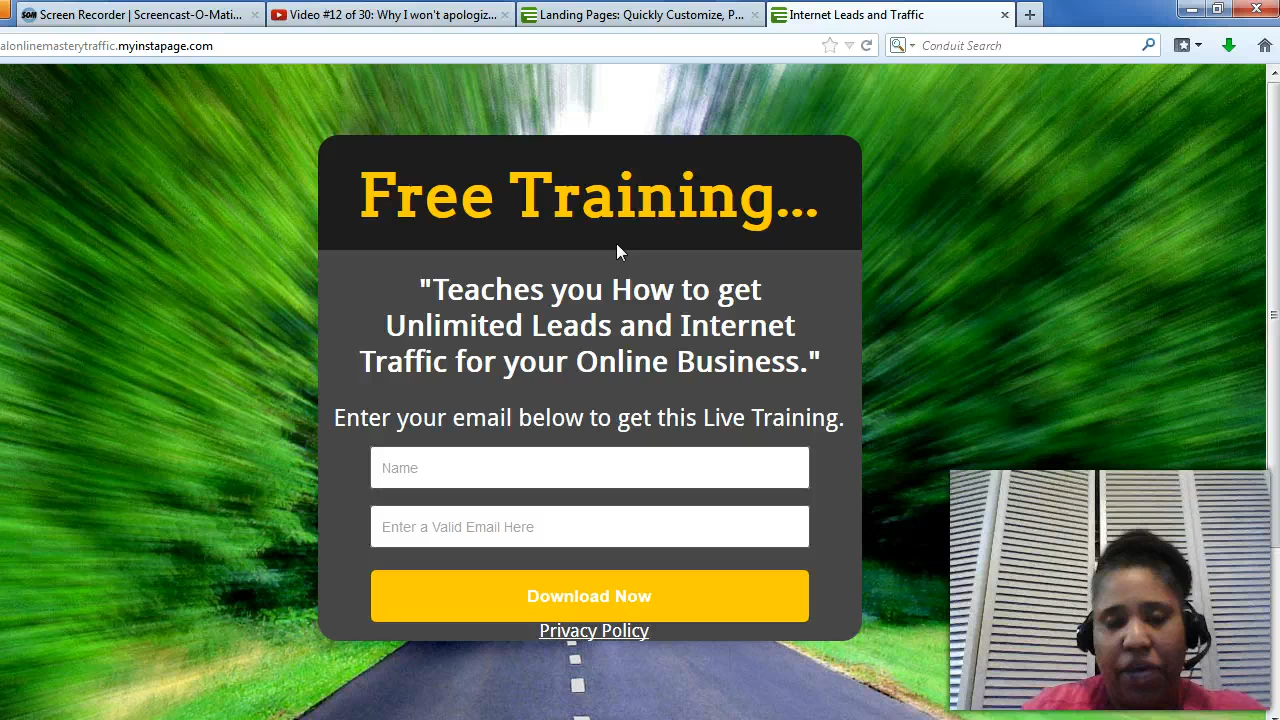 Screen Recorder | Screencast-O-Mati...
Video #12 of 30: Why I won't apologiz...
Landing Pages: Quickly Customize, P...
Internet Leads and Traffic
alonlinemasterytraffic.myinstapage.com
Conduit Search
Free Training...
"Teaches you How to get
Unlimited Leads and Internet
Traffic for your Online Business."
Enter your email below to get this Live Training.
Name
Enter a Valid Email Here
Download Now
Privacy Policy